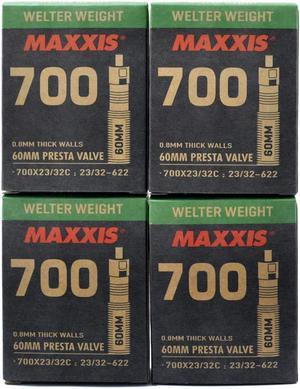 WELTER WEIGHT
MAXXIS®
700
60MM
0.8MM THICK WALLS
60MM PRESTA VALVE
·700X23/32C ; 23/32-622
WELTER WEIGHT
MAXXIS®
700
60MM
0.8MM THICK WALLS
60MM PRESTA VALVE
·700X23/32C ; 23/32-622
WELTER WEIGHT
MAXXIS®
700
60MM
0.8MM THICK WALLS
60MM PRESTA VALVE
·700X23/32C ; 23/32-622
WELTER WEIGHT
MAXXIS®
700
60MM
0.8MM THICK WALLS
60MM PRESTA VALVE
·700X23/32C ; 23/32-622